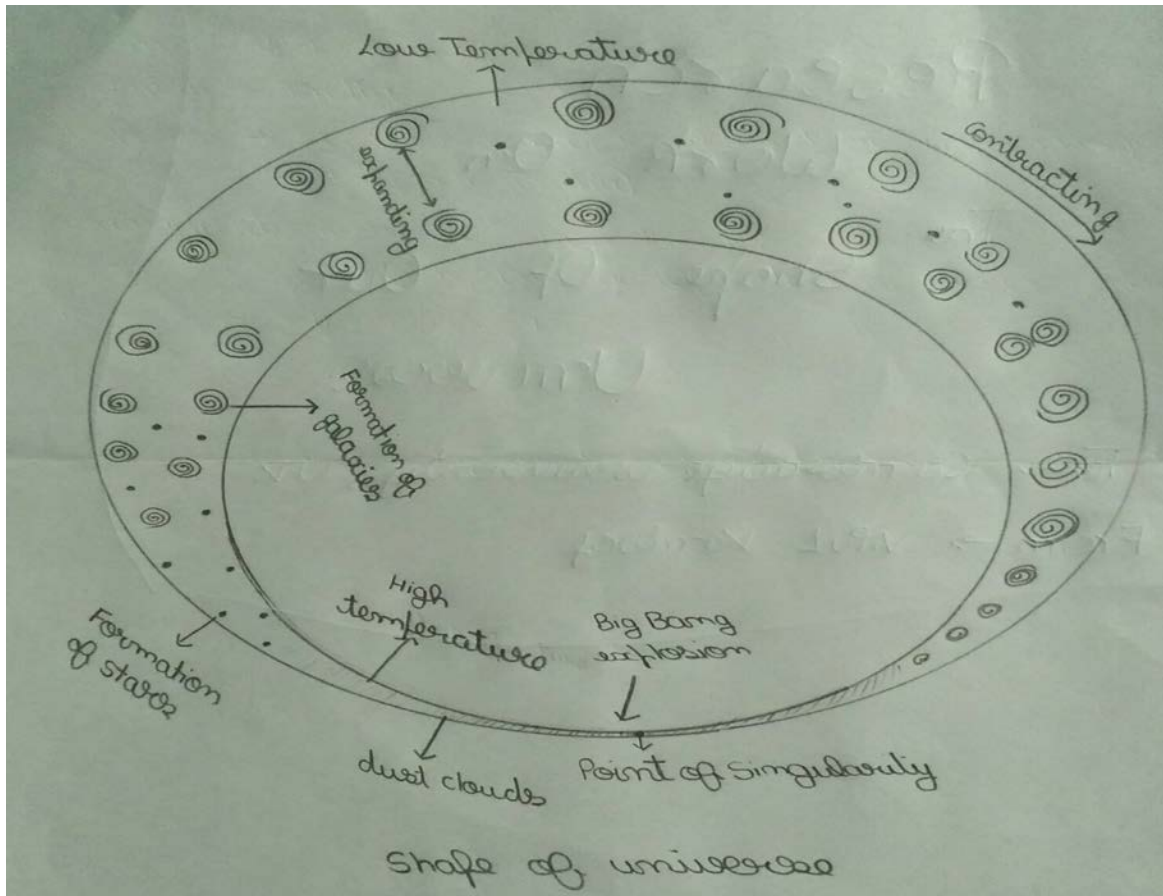 Low Temperature
contracting
expanding
Formation of
galaxies
High
temperature
Big Bang
explosion
Formation
of stars
dust clouds
Point of Singularity
Shape of universe